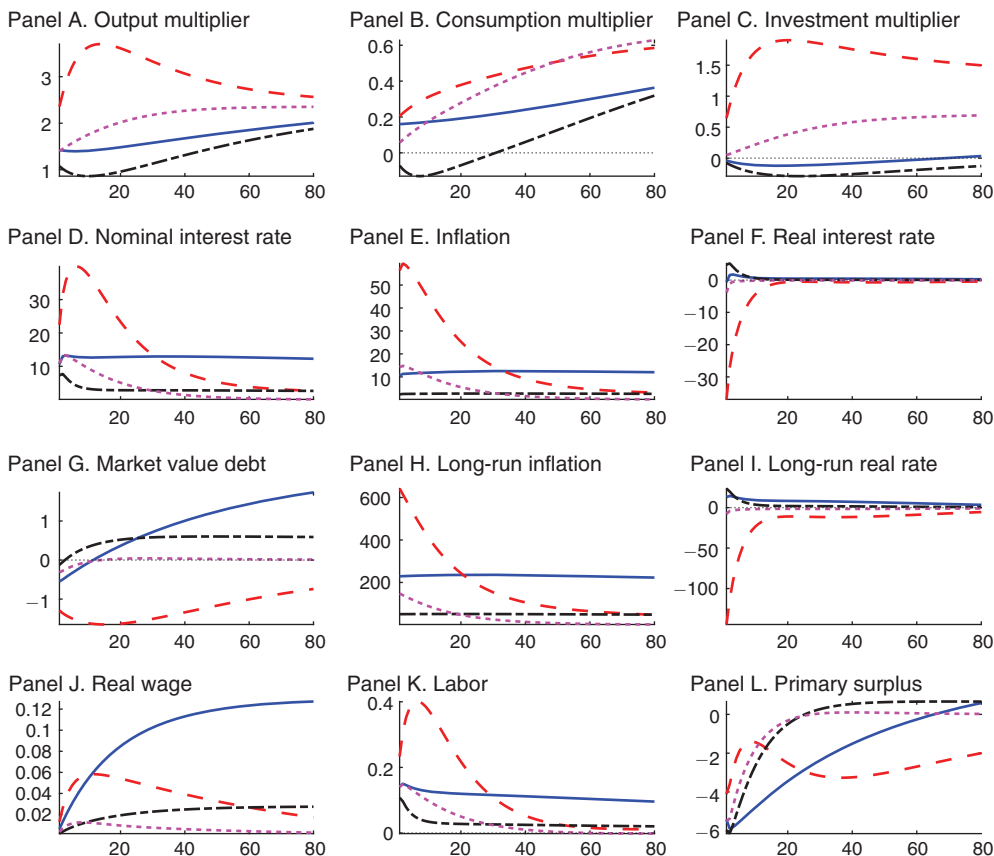 Panel A. Output multiplier
3
2
1
20 40 60 80
Panel B. Consumption multiplier
0.6
0.4
0.2
0
20 40 60 80
Panel C. Investment multiplier
1.5
1
0.5
0
20 40 60 80
Panel D. Nominal interest rate
30
20
10
20 40 60 80
Panel E. Inflation
50
40
30
20
10
20 40 60 80
Panel F. Real interest rate
0
−10
−20
−30
20 40 60 80
Panel G. Market value debt
1
0
−1
20 40 60 80
Panel H. Long-run inflation
600
400
200
20 40 60 80
Panel I. Long-run real rate
0
−50
−100
20 40 60 80
Panel J. Real wage
0.12
0.1
0.08
0.06
0.04
0.02
20 40 60 80
Panel K. Labor
0.4
0.2
0
20 40 60 80
Panel L. Primary surplus
0
−2
−4
−6
20 40 60 80